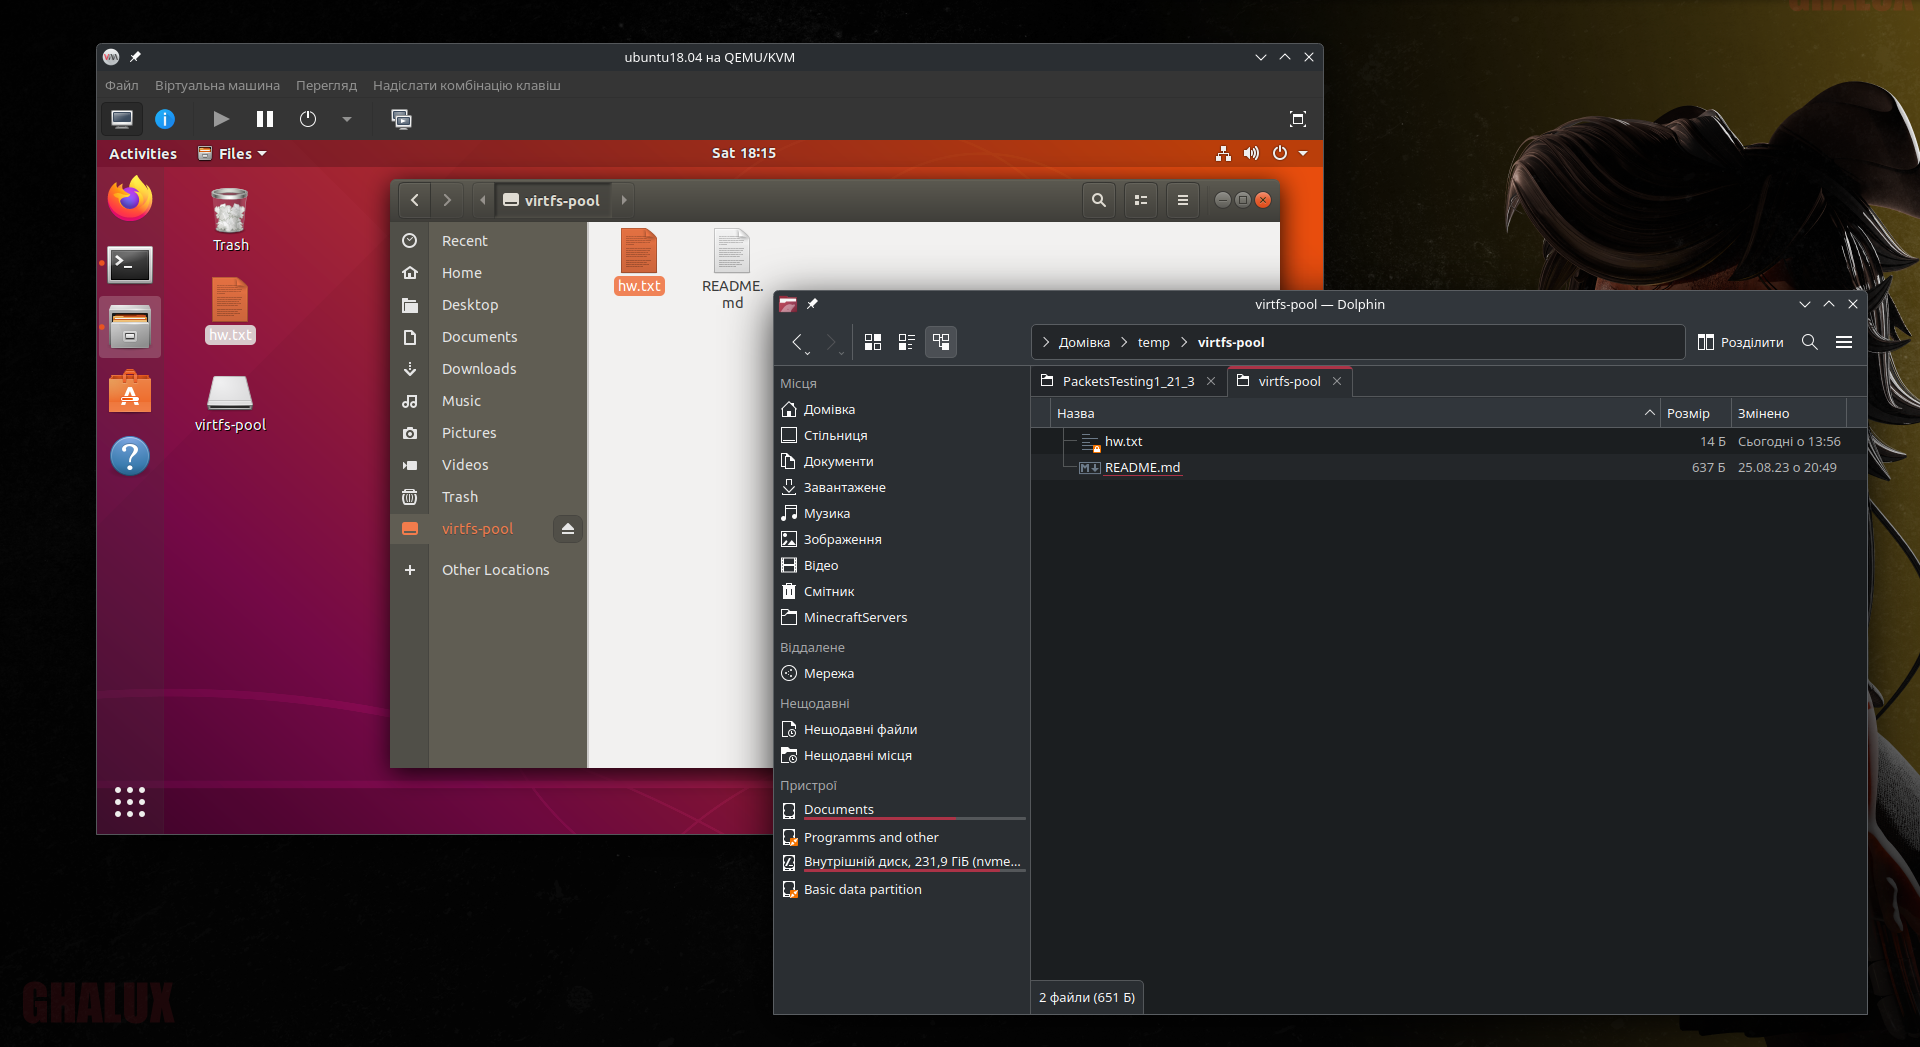 ubuntu18.04 на QEMU/KVM
Файл Віртуальна машина Перегляд Надіслати комбінацію клавіш
Activities Files Sat 18:15
Trash
hw.txt
virtfs-pool
virtfs-pool
Recent
Home
Desktop
Documents
Downloads
Music
Pictures
Videos
Trash
virtfs-pool
Other Locations
hw.txt
README.
md
virtfs-pool — Dolphin
Домівка temp virtfs-pool Розділити
Місця
Домівка
Стільниця
Документи
Завантажене
Музика
Зображення
Відео
Смітник
MinecraftServers
Віддалене
Мережа
Нещодавні
Нещодавні файли
Нещодавні місця
Пристрої
Documents
Programms and other
Внутрішній диск, 231,9 ГіБ (nvme...
Basic data partition
PacketsTesting1_21_3 virtfs-pool
Назва Розмір Змінено
hw.txt 14 Б Сьогодні о 13:56
README.md 637 Б 25.08.23 о 20:49
2 файли (651 Б)
GHALUX